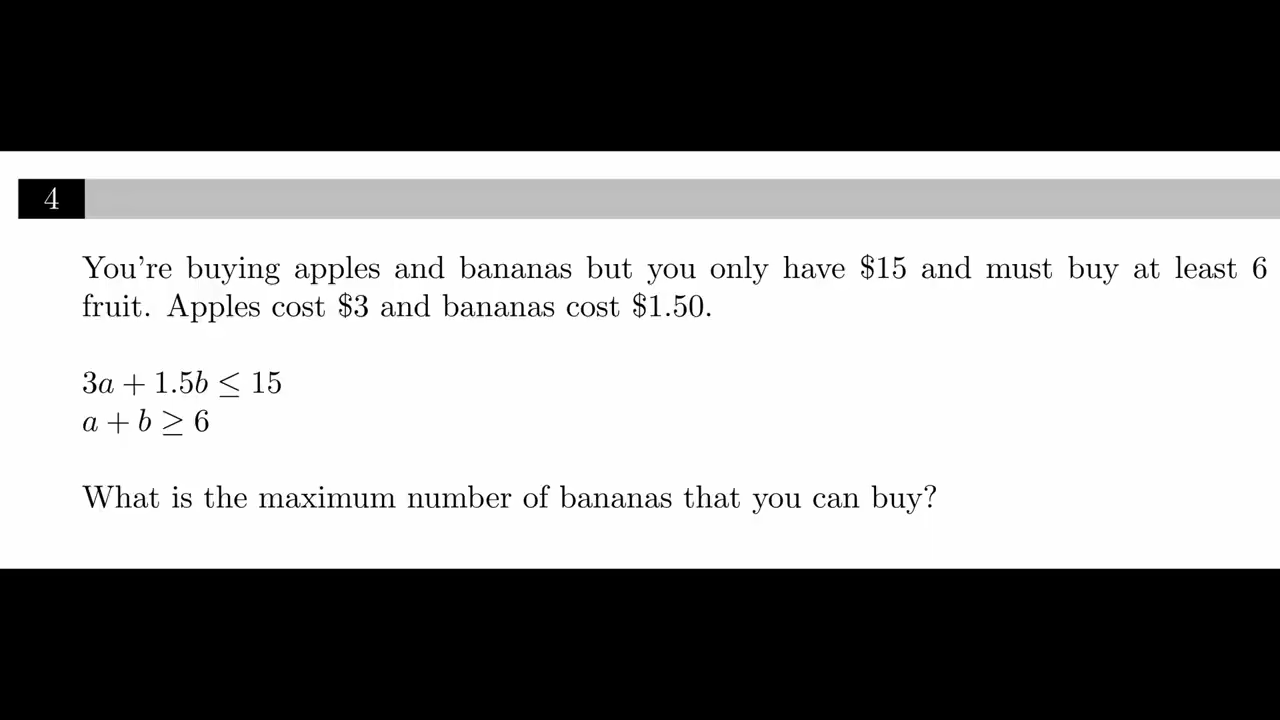 4
You're buying apples and bananas but you only have $15 and must buy at least 6
fruit. Apples cost $3 and bananas cost $1.50.
3a + 1.5b ≤ 15
a + b ≥ 6
What is the maximum number of bananas that you can buy?